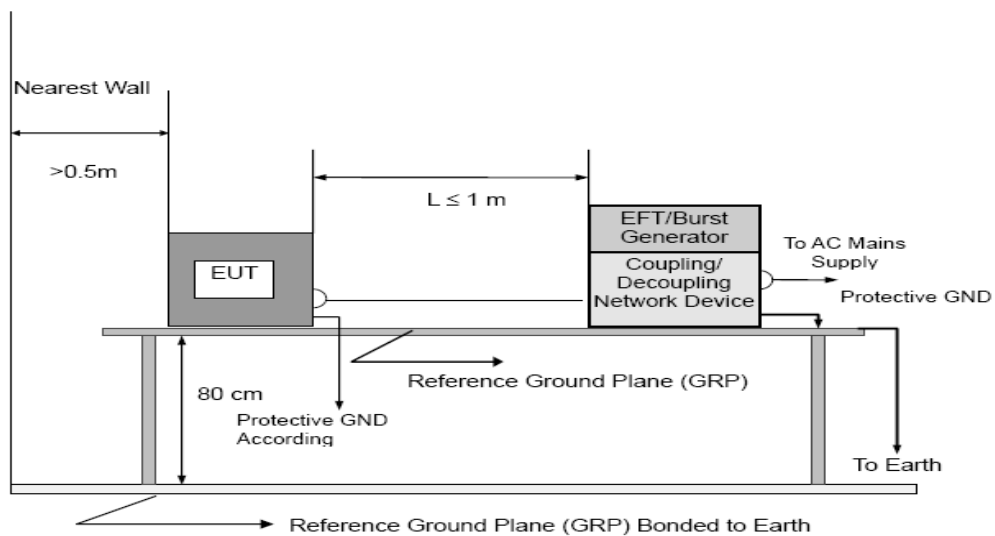 Nearest Wall
>0.5m
L ≤ 1 m
EFT/Burst
Generator
EUT
Coupling/
Decoupling
Network Device
To AC Mains
Supply
Protective GND
Reference Ground Plane (GRP)
80 cm
Protective GND
According
To Earth
Reference Ground Plane (GRP) Bonded to Earth